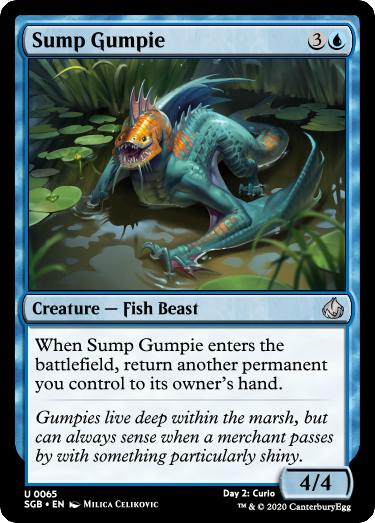 Sump Gumpie 3
Creature — Fish Beast
When Sump Gumpie enters the
battlefield, return another permanent
you control to its owner's hand.
Gumpies live deep within the marsh, but
can always sense when a merchant passes
by with something particularly shiny.
4/4
U 0065 Day 2: Curio
SGB • EN Milica Celikovic ™ & © 2020 CanterburyEgg